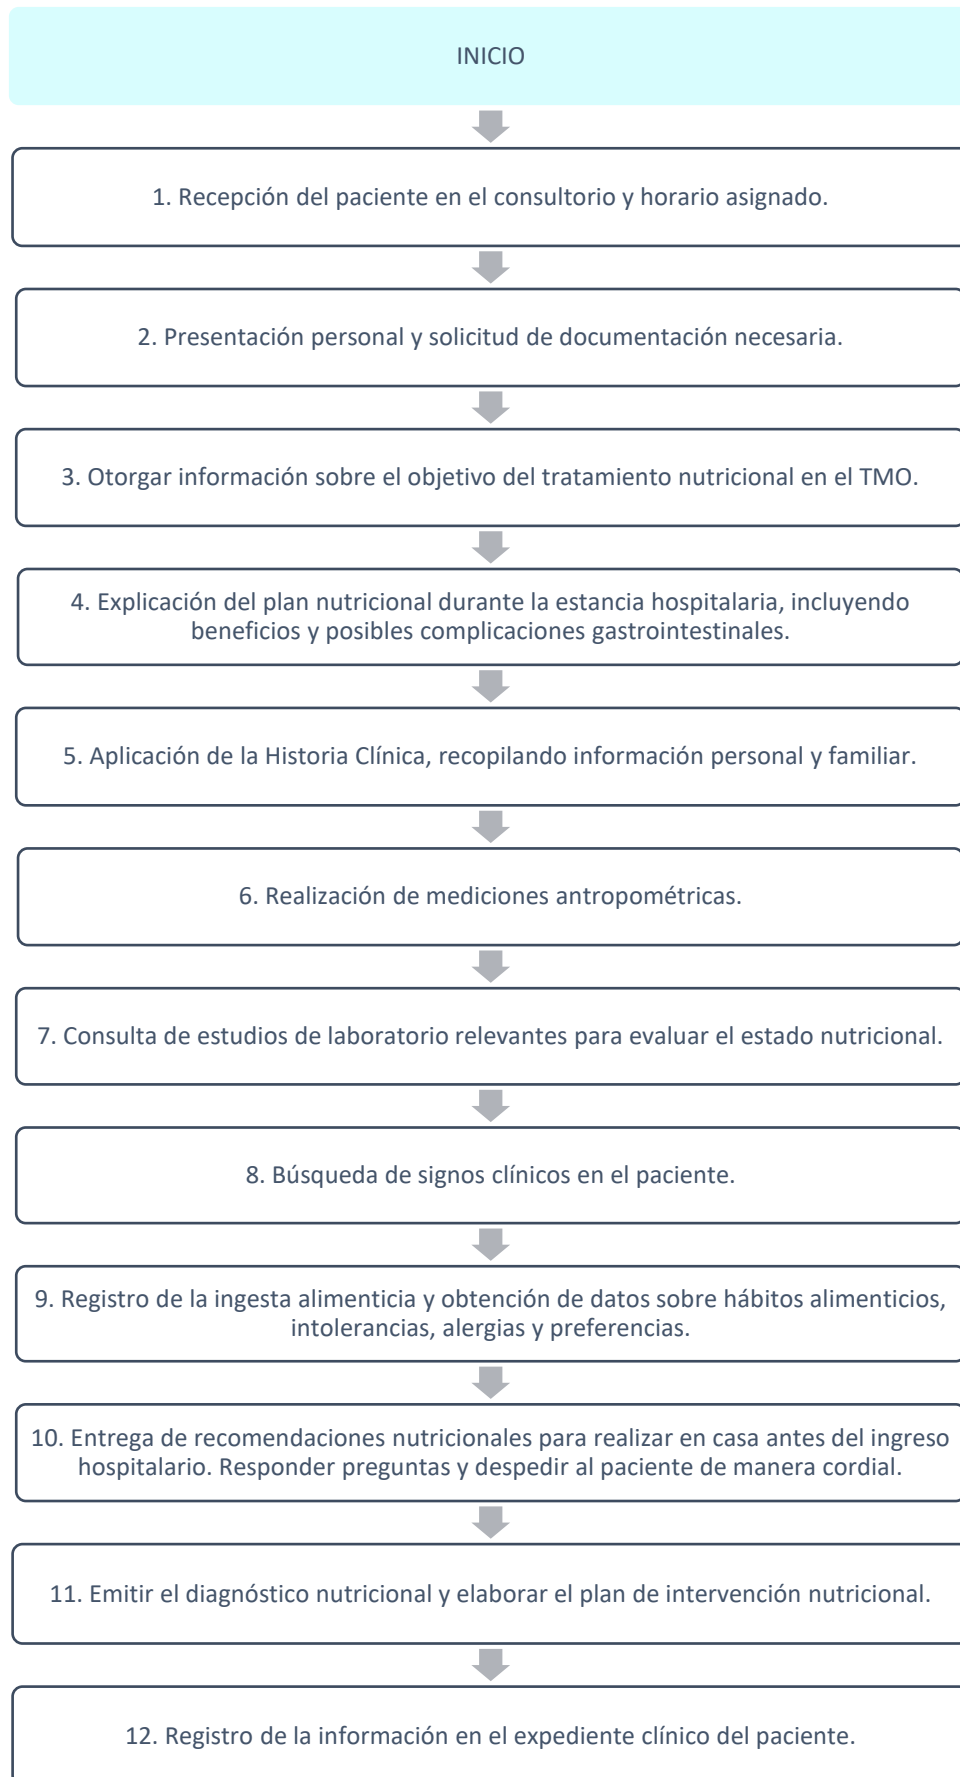 INICIO
1. Recepción del paciente en el consultorio y horario asignado.
2. Presentación personal y solicitud de documentación necesaria.
3. Otorgar información sobre el objetivo del tratamiento nutricional en el TMO.
4. Explicación del plan nutricional durante la estancia hospitalaria, incluyendo
beneficios y posibles complicaciones gastrointestinales.
5. Aplicación de la Historia Clínica, recopilando información personal y familiar.
6. Realización de mediciones antropométricas.
7. Consulta de estudios de laboratorio relevantes para evaluar el estado nutricional.
8. Búsqueda de signos clínicos en el paciente.
9. Registro de la ingesta alimenticia y obtención de datos sobre hábitos alimenticios,
intolerancias, alergias y preferencias.
10. Entrega de recomendaciones nutricionales para realizar en casa antes del ingreso
hospitalario. Responder preguntas y despedir al paciente de manera cordial.
11. Emitir el diagnóstico nutricional y elaborar el plan de intervención nutricional.
12. Registro de la información en el expediente clínico del paciente.